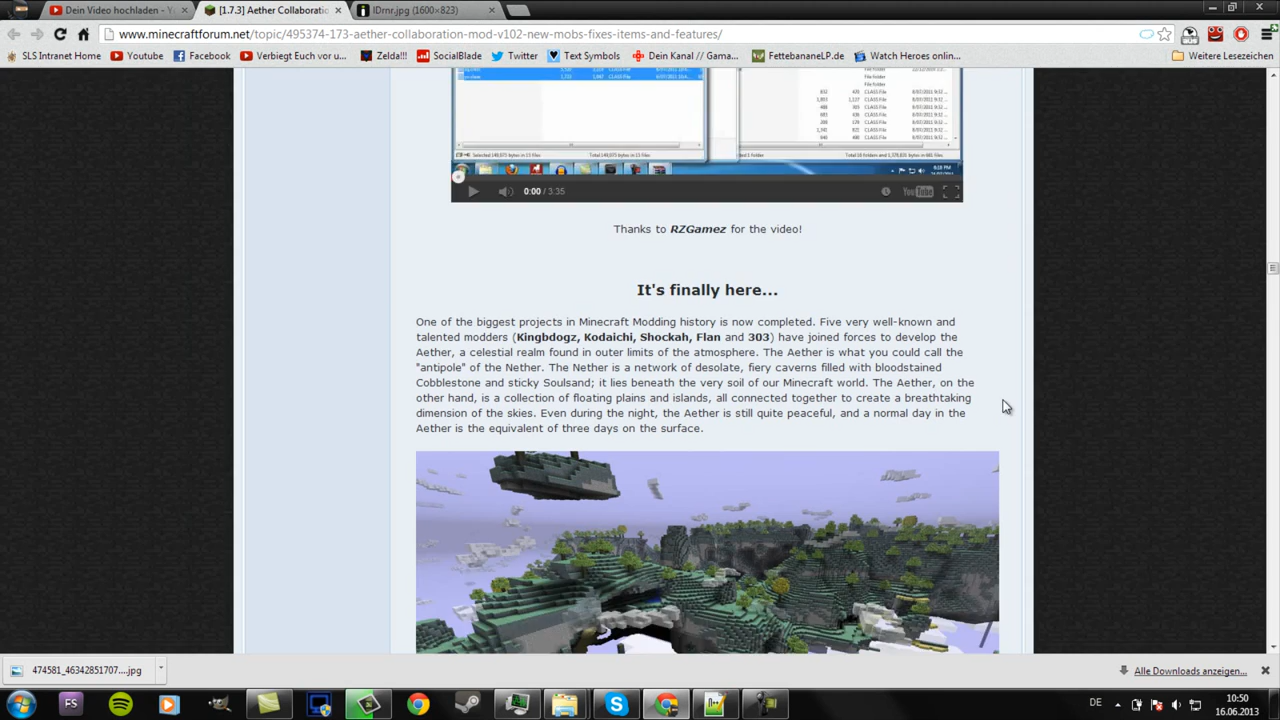 Dein Video hochladen - Yo
[1.7.3] Aether Collaboratio
IDrnr.jpg (1600×823)
www.minecraftforum.net/topic/495374-173-aether-collaboration-mod-v102-new-mobs-fixes-items-and-features/
SLS.Intranet Home
Youtube
Facebook
Verbiegt Euch vor u...
Zelda!!!
SocialBlade
Twitter
Text Symbols
Dein Kanal // Gama...
FettebananeLP.de
Watch Heroes onlin...
Weitere Lesezeichen
0:00 / 3:35
YouTube
Thanks to RZGamez for the video!
It's finally here...
One of the biggest projects in Minecraft Modding history is now completed. Five very well-known and
talented modders (Kingbdogz, Kodaichi, Shockah, Flan and 303) have joined forces to develop the
Aether, a celestial realm found in outer limits of the atmosphere. The Aether is what you could call the
"antipole" of the Nether. The Nether is a network of desolate, fiery caverns filled with bloodstained
Cobblestone and sticky Soulsand; it lies beneath the very soil of our Minecraft world. The Aether, on the
other hand, is a collection of floating plains and islands, all connected together to create a breathtaking
dimension of the skies. Even during the night, the Aether is still quite peaceful, and a normal day in the
Aether is the equivalent of three days on the surface.
474581_46342851707....jpg
Alle Downloads anzeigen...
FS
DE
10:50
16.06.2013